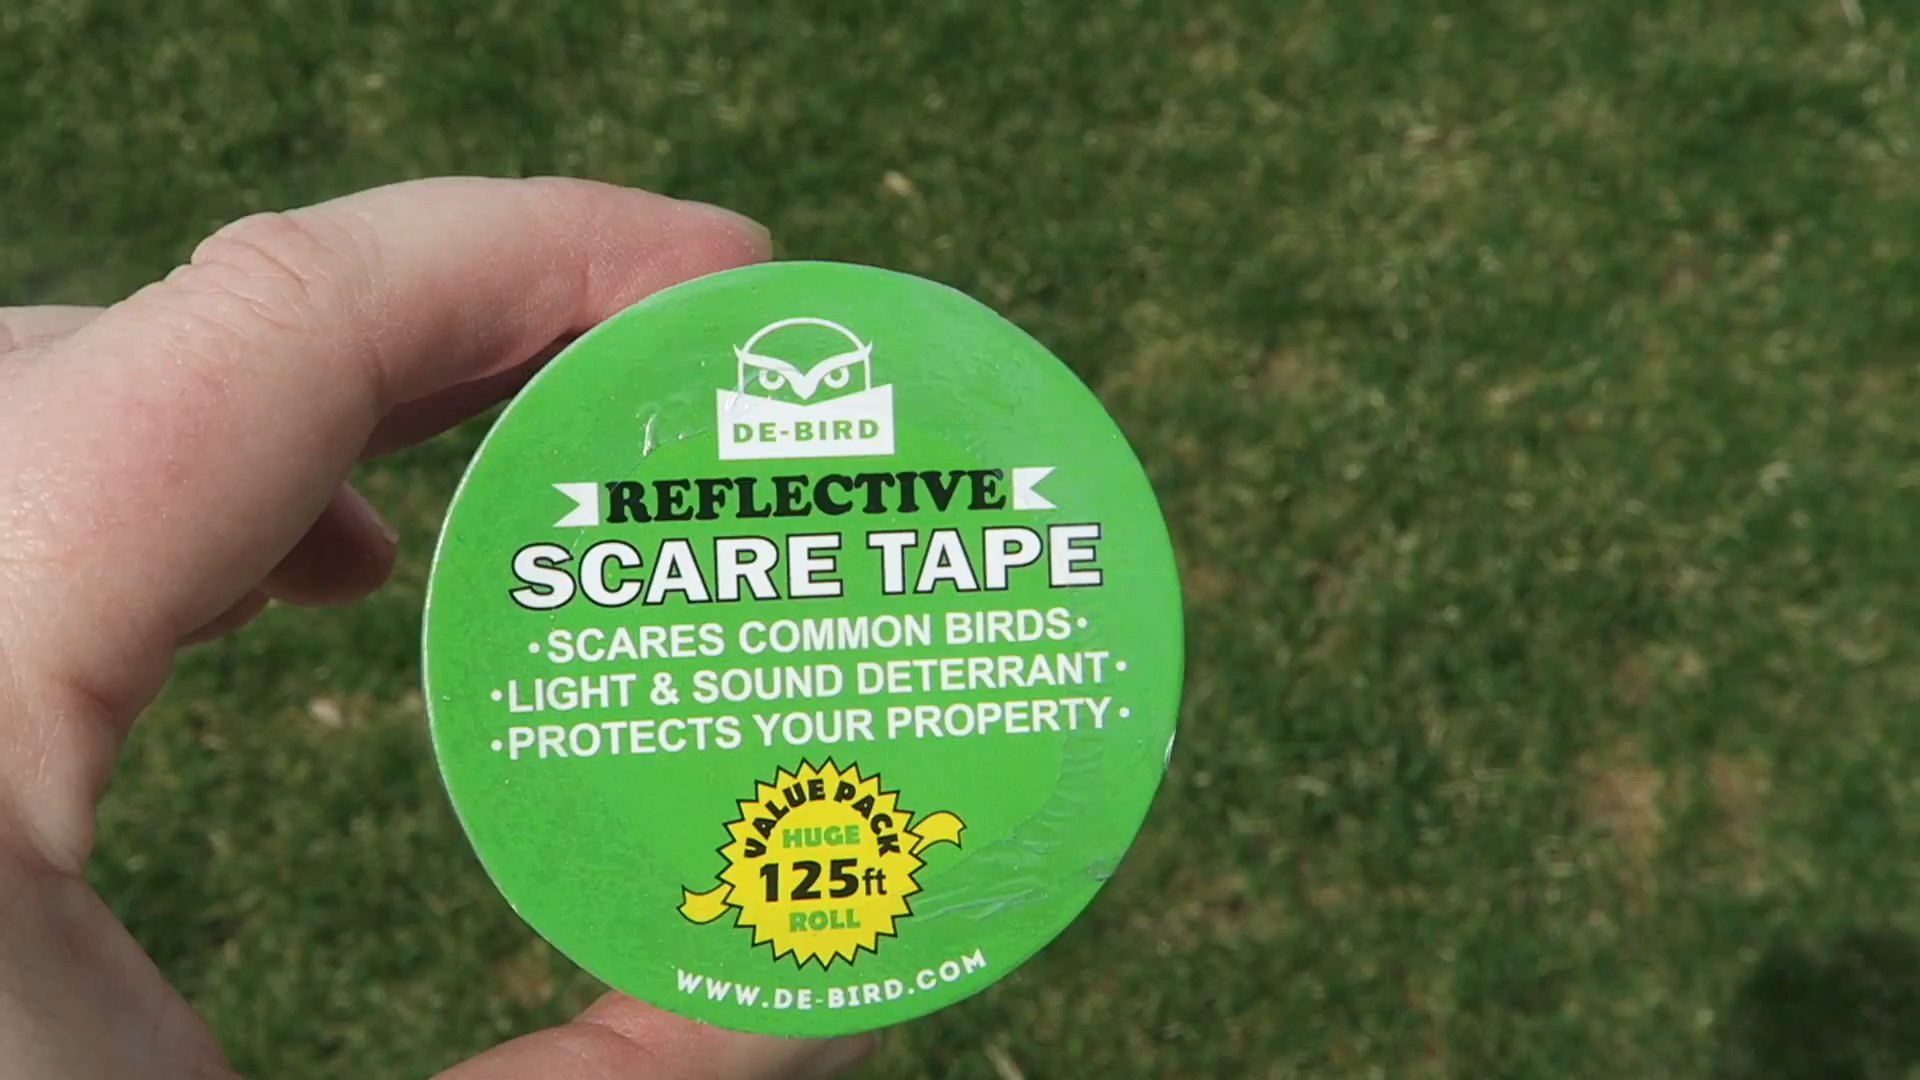 DE-BIRD
REFLECTIVE
SCARE TAPE
•SCARES COMMON BIRDS•
•LIGHT & SOUND DETERRANT•
•PROTECTS YOUR PROPERTY•
VALUE PACK
HUGE
125ft
ROLL
WWW.DE-BIRD.COM